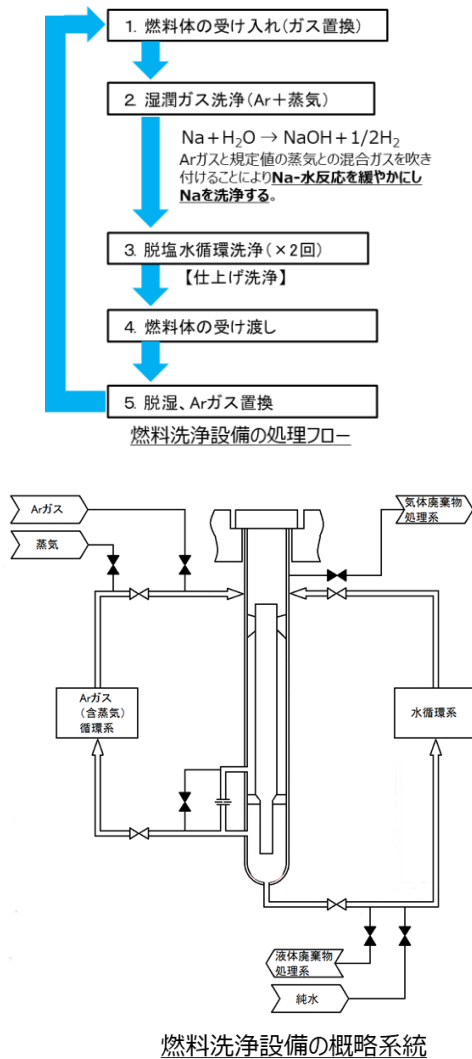 1. 燃料体の受け入れ(ガス置換)
2. 湿潤ガス洗浄(Ar+蒸気)
Na+H₂O → NaOH+1/2H₂
Arガスと規定値の蒸気との混合ガスを吹き
付けることによりNa-水反応を緩やかにし
Naを洗浄する。
3. 脱塩水循環洗浄(×2回)
【仕上げ洗浄】
4. 燃料体の受け渡し
5. 脱湿、Arガス置換
燃料洗浄設備の処理フロー
Arガス
蒸気
気体廃棄物
処理系
Arガス
(含蒸気)
循環系
水循環系
液体廃棄物
処理系
純水
燃料洗浄設備の概略系統